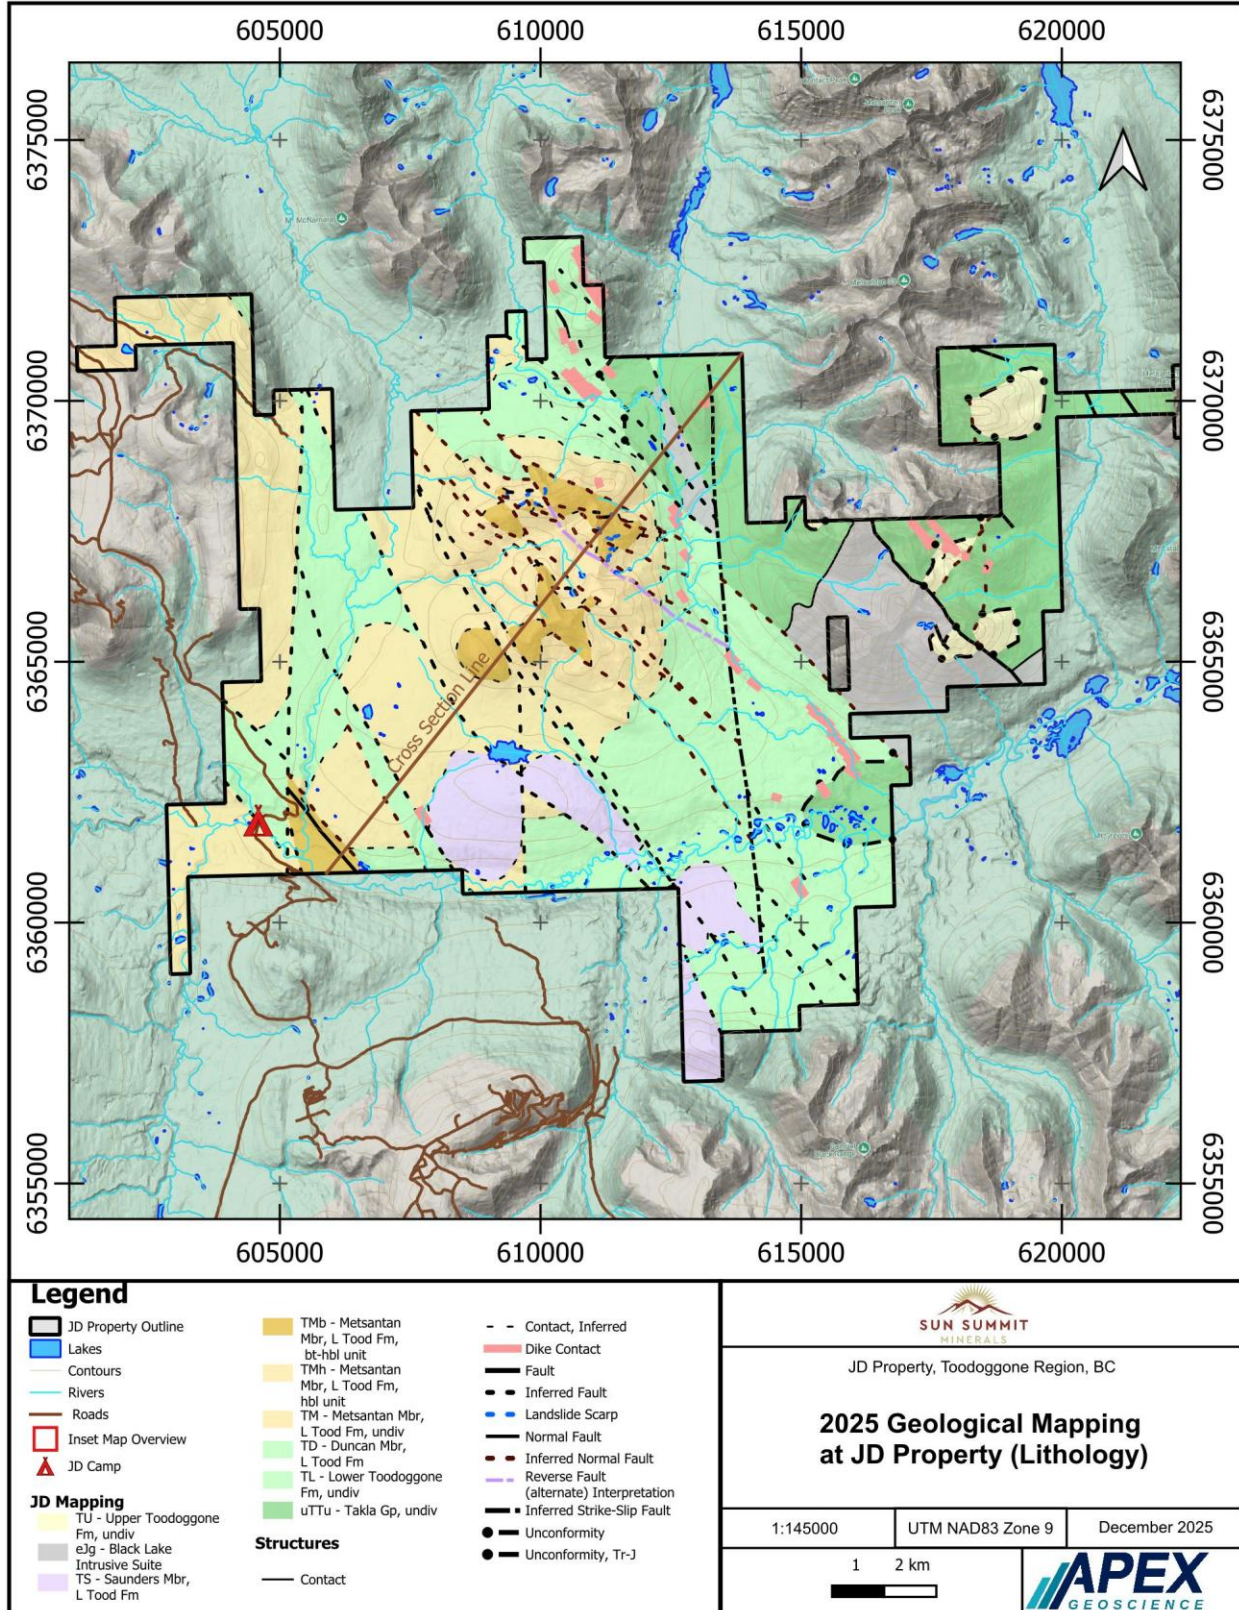 605000
610000
615000
620000
6375000
6375000
6370000
6370000
6365000
6365000
6360000
6360000
6355000
6355000
Mt McNamara
Cross Section Line
605000
610000
615000
620000
Legend
JD Property Outline
Lakes
Contours
Rivers
Roads
Inset Map Overview
JD Camp
JD Mapping
TU - Upper Toodoggone
Fm, undiv
eJg - Black Lake
Intrusive Suite
TS - Saunders Mbr,
L Tood Fm
TMb - Metsantan
Mbr, L Tood Fm,
bt-hbl unit
TMh - Metsantan
Mbr, L Tood Fm,
hbl unit
TM - Metsantan Mbr,
L Tood Fm, undiv
TD - Duncan Mbr,
L Tood Fm
TL - Lower Toodoggone
Fm, undiv
uTTu - Takla Gp, undiv
Structures
Contact
Contact, Inferred
Dike Contact
Fault
Inferred Fault
Landslide Scarp
Normal Fault
Inferred Normal Fault
Reverse Fault
(alternate) Interpretation
Inferred Strike-Slip Fault
Unconformity
Unconformity, Tr-J
SUN SUMMIT
MINERALS
JD Property, Toodoggone Region, BC
2025 Geological Mapping
at JD Property (Lithology)
1:145000
UTM NAD83 Zone 9
December 2025
1 2 km
APEX
GEOSCIENCE